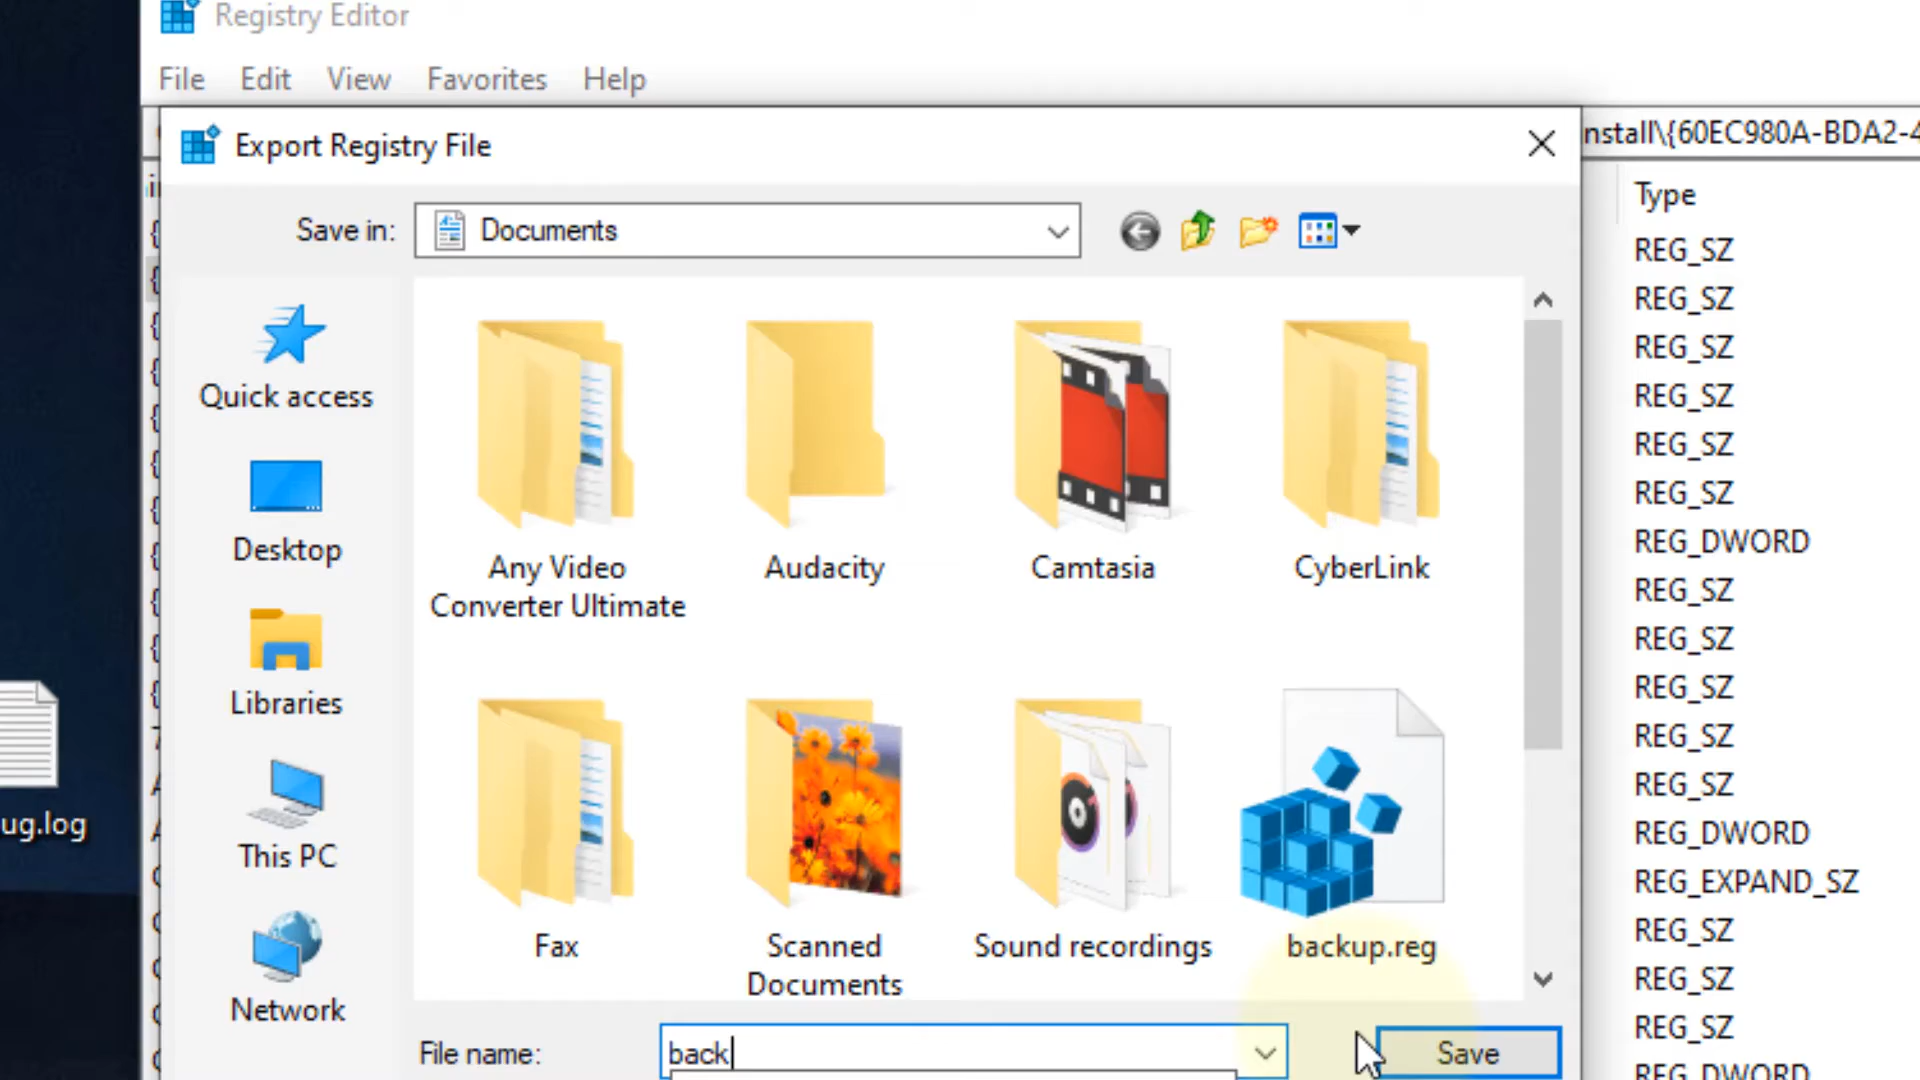 Registry Editor
File Edit View Favorites Help
Export Registry File
nstall\{60EC980A-BDA2-4
Save in: Documents
Type
Quick access
Desktop
Libraries
This PC
Network
Any Video
Converter Ultimate
Audacity
Camtasia
CyberLink
Fax
Scanned
Documents
Sound recordings
backup.reg
File name: back
Save
REG_SZ
REG_SZ
REG_SZ
REG_SZ
REG_SZ
REG_SZ
REG_DWORD
REG_SZ
REG_SZ
REG_SZ
REG_SZ
REG_SZ
REG_DWORD
REG_EXPAND_SZ
REG_SZ
REG_SZ
REG_SZ
REG_DWORD
ug.log